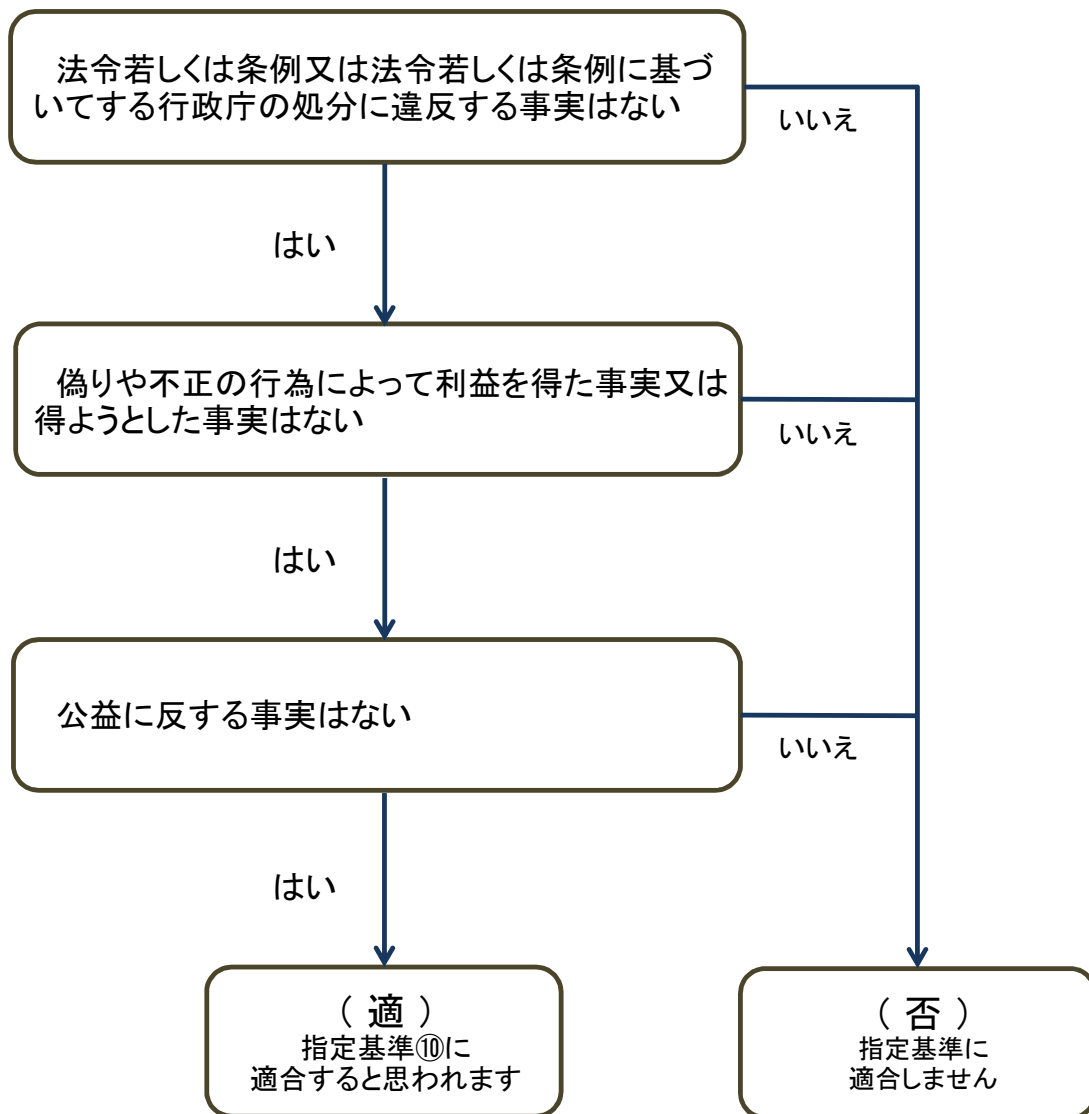 法令若しくは条例又は法令若しくは条例に基づ
いてする行政庁の処分に違反する事実はない
いいえ
はい
偽りや不正の行為によって利益を得た事実又は
得ようとした事実はない
いいえ
はい
公益に反する事実はない
いいえ
はい
（ 適 ）
指定基準⑩に
適合すると思われます
（ 否 ）
指定基準に
適合しません